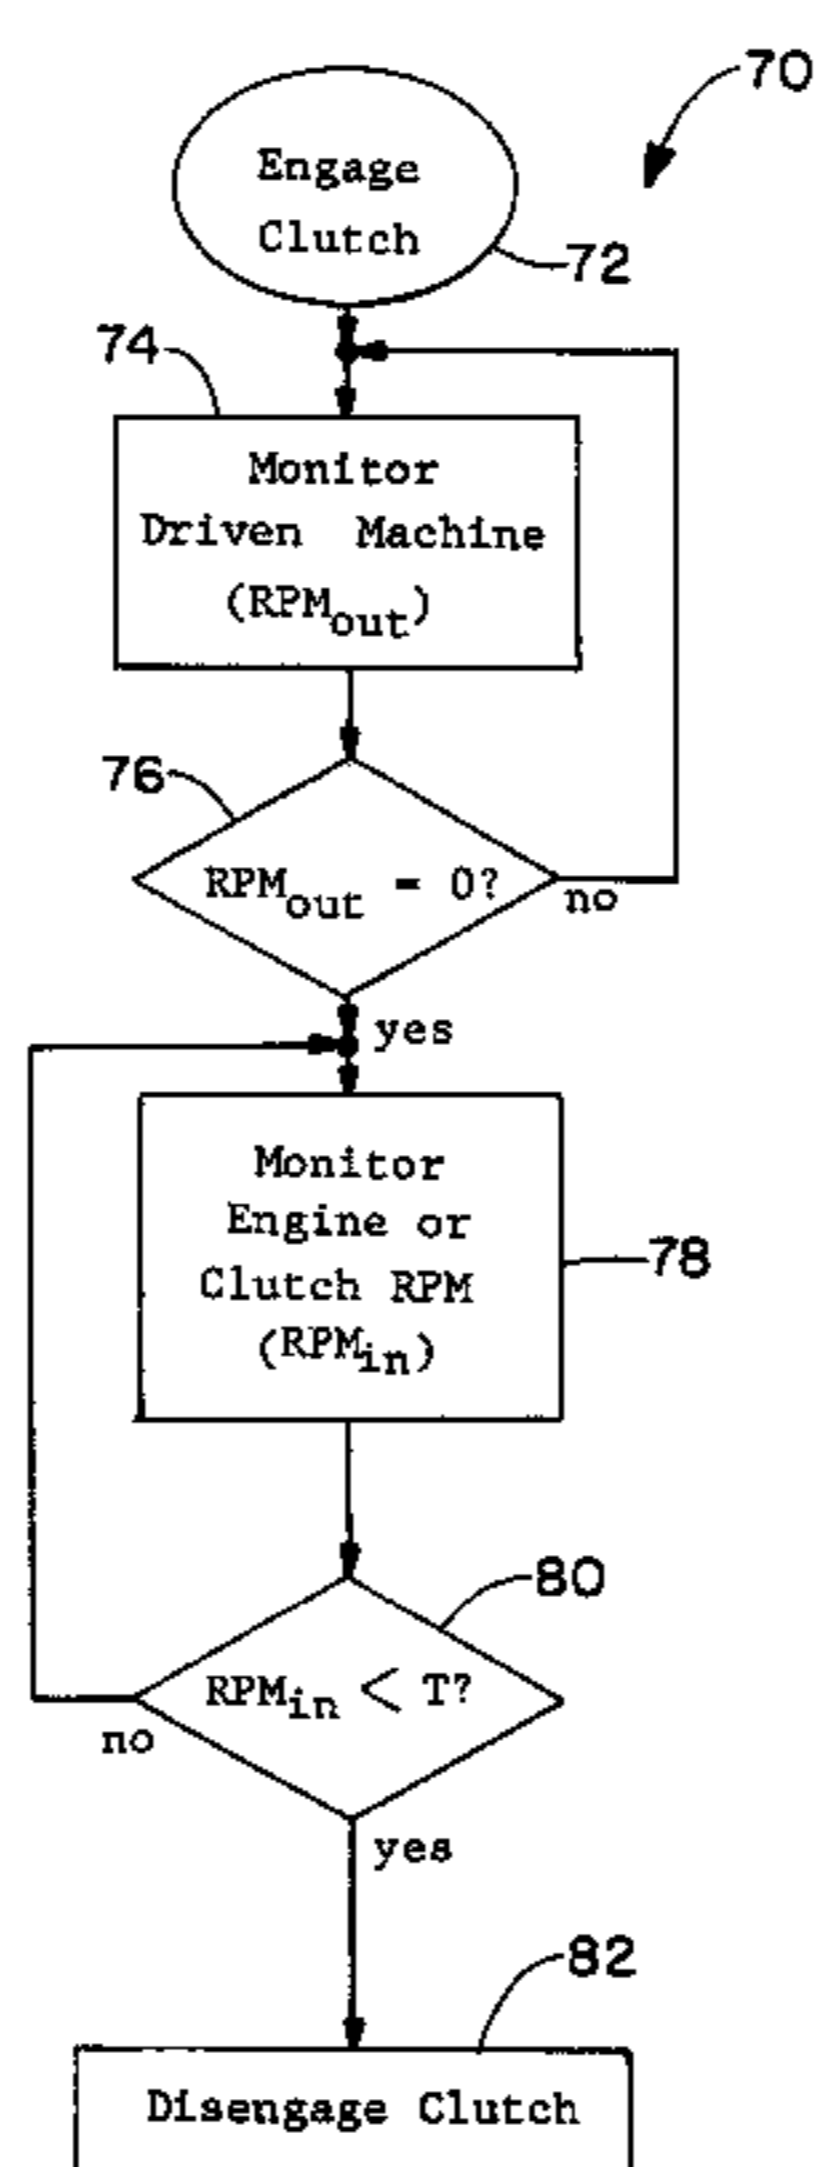 70
Engage
Clutch
72
74
Monitor
Driven Machine
(RPMout)
76
RPMout = 0?
no
yes
Monitor
Engine or
Clutch RPM
(RPMin)
78
80
RPMin < T?
no
yes
82
Disengage Clutch